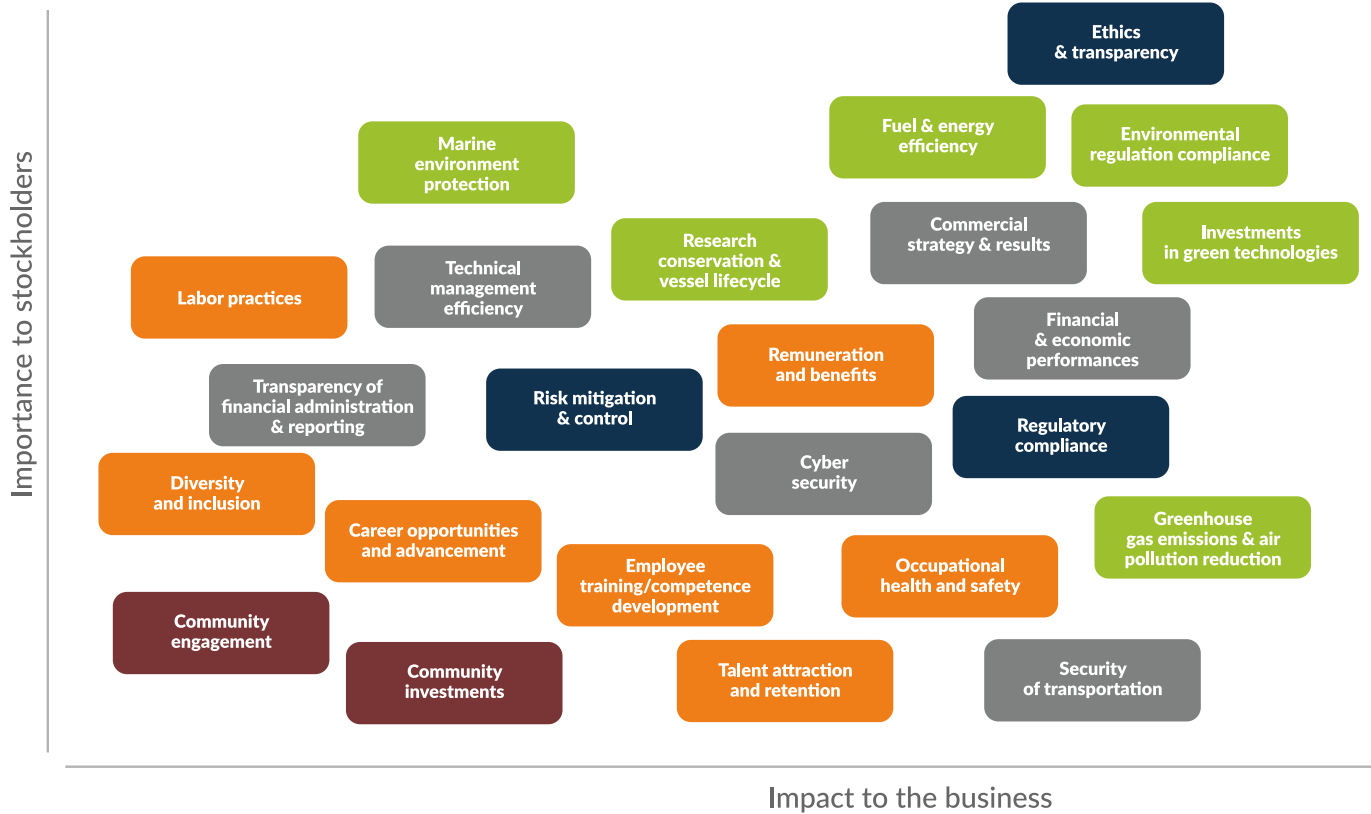 Importance to stockholders
Ethics
& transparency
Fuel & energy
efficiency
Environmental
regulation compliance
Marine
environment
protection
Commercial
strategy & results
Investments
in green technologies
Research
conservation &
vessel lifecycle
Technical
management
efficiency
Labor practices
Financial
& economic
performances
Remuneration
and benefits
Transparency of
financial administration
& reporting
Risk mitigation
& control
Regulatory
compliance
Cyber
security
Diversity
and inclusion
Career opportunities
and advancement
Greenhouse
gas emissions & air
pollution reduction
Employee
training/competence
development
Occupational
health and safety
Community
engagement
Community
investments
Talent attraction
and retention
Security
of transportation
Impact to the business